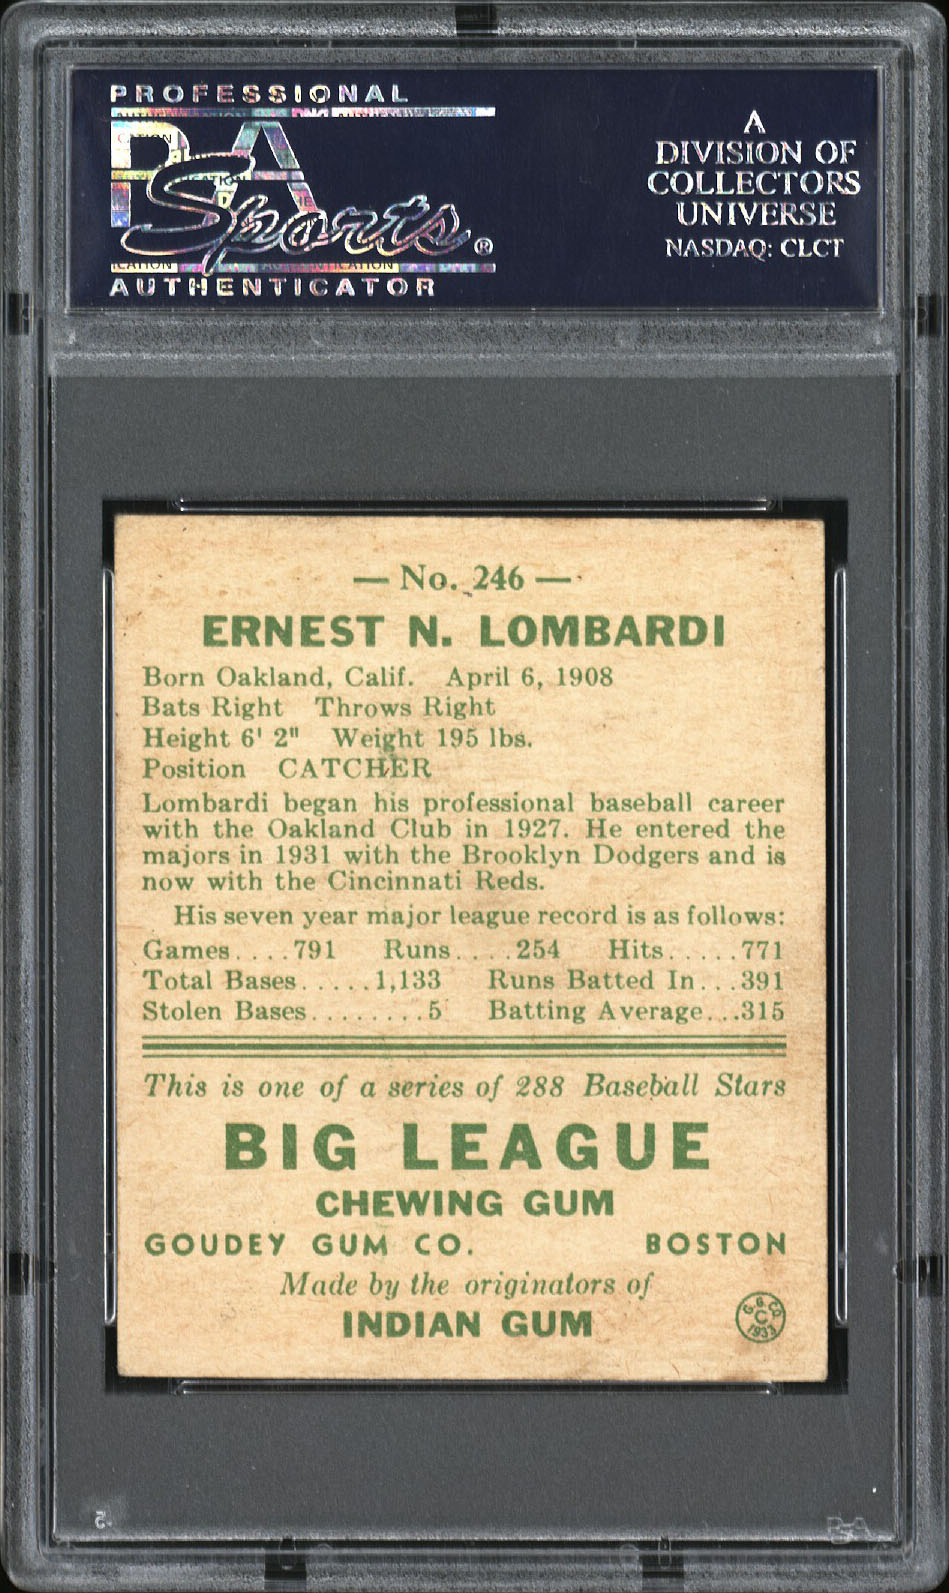 PROFESSIONAL
PSA
Sports®
AUTHENTICATOR
A
DIVISION OF
COLLECTORS
UNIVERSE
NASDAQ: CLCT
— No. 246 —
ERNEST N. LOMBARDI
Born Oakland, Calif. April 6, 1908
Bats Right Throws Right
Height 6' 2" Weight 195 lbs.
Position CATCHER
Lombardi began his professional baseball career
with the Oakland Club in 1927. He entered the
majors in 1931 with the Brooklyn Dodgers and is
now with the Cincinnati Reds.
His seven year major league record is as follows:
Games....791 Runs....254 Hits.....771
Total Bases.....1,133 Runs Batted In...391
Stolen Bases........5 Batting Average...315
This is one of a series of 288 Baseball Stars
BIG LEAGUE
CHEWING GUM
GOUDEY GUM CO. BOSTON
Made by the originators of
INDIAN GUM
G. G. CO.
C
1933
PSA